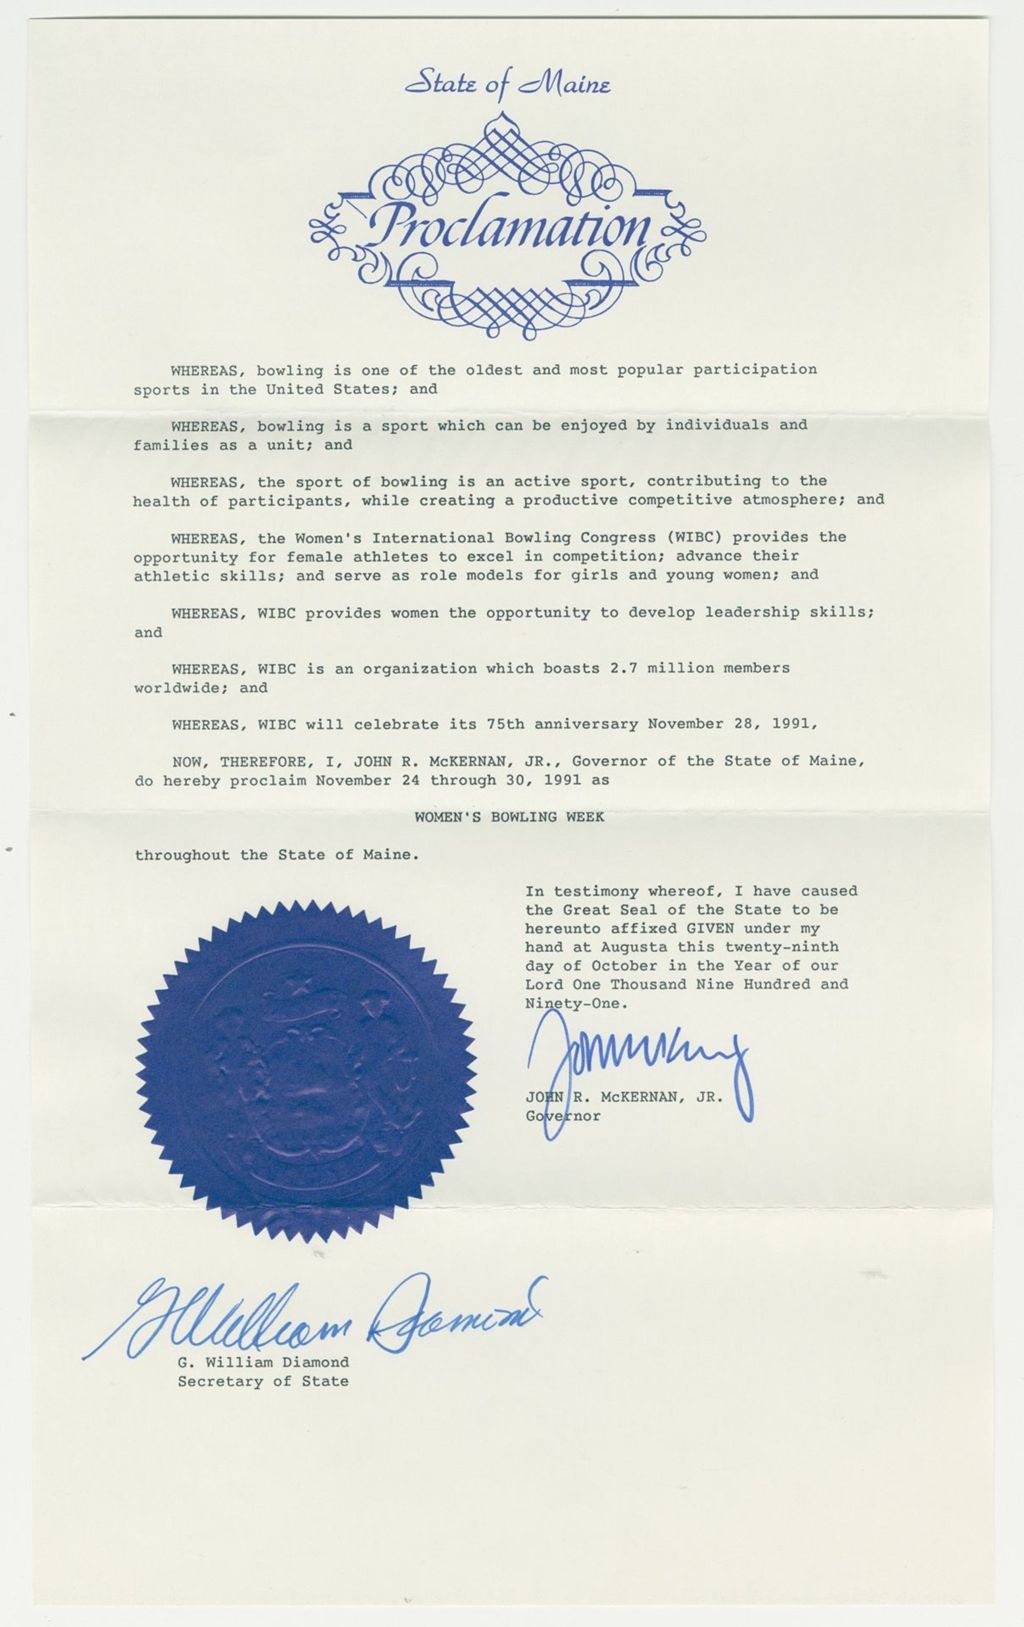 State of Maine
Proclamation
WHEREAS, bowling is one of the oldest and most popular participation
sports in the United States; and
WHEREAS, bowling is a sport which can be enjoyed by individuals and
families as a unit; and
WHEREAS, the sport of bowling is an active sport, contributing to the
health of participants, while creating a productive competitive atmosphere; and
WHEREAS, the Women's International Bowling Congress (WIBC) provides the
opportunity for female athletes to excel in competition; advance their
athletic skills; and serve as role models for girls and young women; and
WHEREAS, WIBC provides women the opportunity to develop leadership skills;
and
WHEREAS, WIBC is an organization which boasts 2.7 million members
worldwide; and
WHEREAS, WIBC will celebrate its 75th anniversary November 28, 1991,
NOW, THEREFORE, I, JOHN R. McKERNAN, JR., Governor of the State of Maine,
do hereby proclaim November 24 through 30, 1991 as
WOMEN'S BOWLING WEEK
throughout the State of Maine.
In testimony whereof, I have caused
the Great Seal of the State to be
hereunto affixed GIVEN under my
hand at Augusta this twenty-ninth
day of October in the Year of our
Lord One Thousand Nine Hundred and
Ninety-One.
JOHN R. McKERNAN, JR.
Governor
G William Diamond
G. William Diamond
Secretary of State